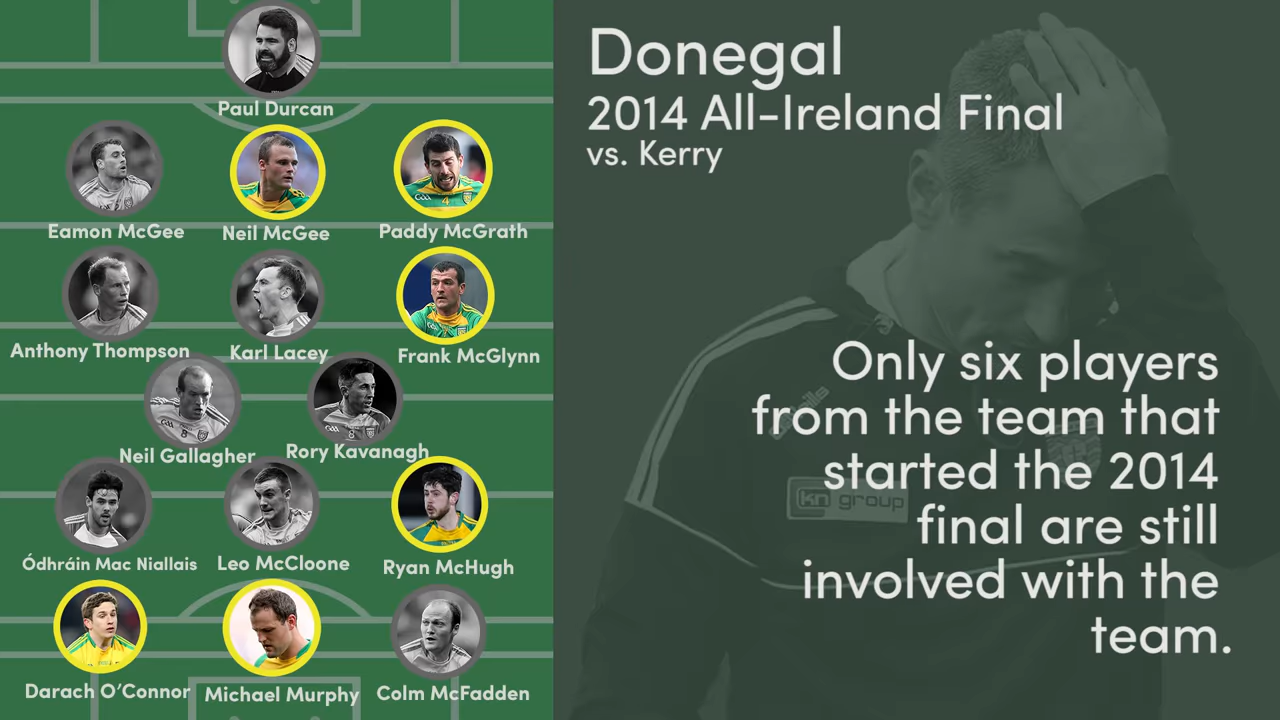 Paul Durcan
Eamon McGee
Neil McGee
Paddy McGrath
Anthony Thompson
Karl Lacey
Frank McGlynn
Neil Gallagher
Rory Kavanagh
Ódhráin Mac Niallais
Leo McCloone
Ryan McHugh
Darach O'Connor
Michael Murphy
Colm McFadden
Donegal
2014 All-Ireland Final
vs. Kerry
Only six players
from the team that
started the 2014
final are still
involved with the
team.
kn group